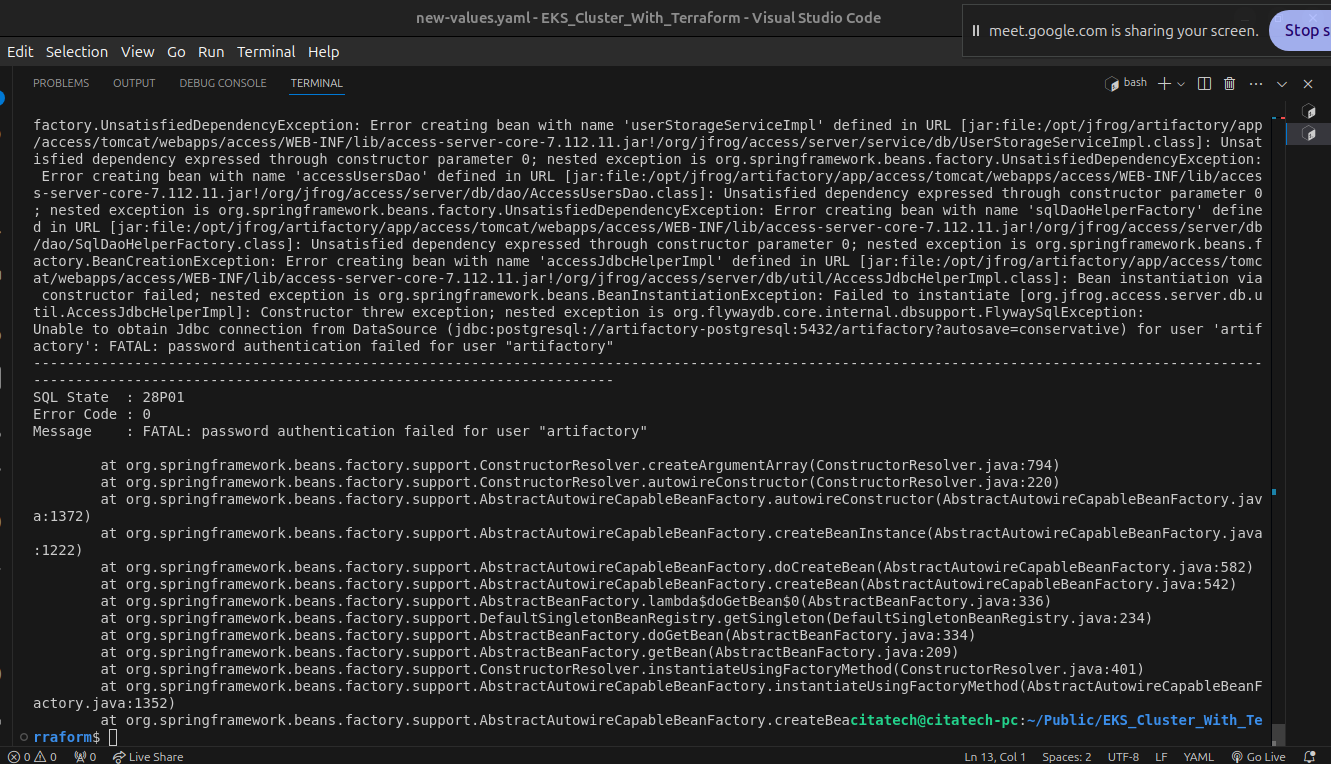 new-values.yaml - EKS_Cluster_With_Terraform - Visual Studio Code
meet.google.com is sharing your screen.
Stop s
Edit Selection View Go Run Terminal Help
PROBLEMS OUTPUT DEBUG CONSOLE TERMINAL
bash
factory.UnsatisfiedDependencyException: Error creating bean with name 'userStorageServiceImpl' defined in URL [jar:file:/opt/jfrog/artifactory/app
/access/tomcat/webapps/access/WEB-INF/lib/access-server-core-7.112.11.jar!/org/jfrog/access/server/service/db/UserStorageServiceImpl.class]: Unsat
isfied dependency expressed through constructor parameter 0; nested exception is org.springframework.beans.factory.UnsatisfiedDependencyException:
Error creating bean with name 'accessUsersDao' defined in URL [jar:file:/opt/jfrog/artifactory/app/access/tomcat/webapps/access/WEB-INF/lib/acces
s-server-core-7.112.11.jar!/org/jfrog/access/server/db/dao/AccessUsersDao.class]: Unsatisfied dependency expressed through constructor parameter 0
; nested exception is org.springframework.beans.factory.UnsatisfiedDependencyException: Error creating bean with name 'sqlDaoHelperFactory' define
d in URL [jar:file:/opt/jfrog/artifactory/app/access/tomcat/webapps/access/WEB-INF/lib/access-server-core-7.112.11.jar!/org/jfrog/access/server/db
/dao/SqlDaoHelperFactory.class]: Unsatisfied dependency expressed through constructor parameter 0; nested exception is org.springframework.beans.f
actory.BeanCreationException: Error creating bean with name 'accessJdbcHelperImpl' defined in URL [jar:file:/opt/jfrog/artifactory/app/access/tomc
at/webapps/access/WEB-INF/lib/access-server-core-7.112.11.jar!/org/jfrog/access/server/db/util/AccessJdbcHelperImpl.class]: Bean instantiation via
constructor failed; nested exception is org.springframework.beans.BeanInstantiationException: Failed to instantiate [org.jfrog.access.server.db.u
til.AccessJdbcHelperImpl]: Constructor threw exception; nested exception is org.flywaydb.core.internal.dbsupport.FlywaySqlException:
Unable to obtain Jdbc connection from DataSource (jdbc:postgresql://artifactory-postgresql:5432/artifactory?autosave=conservative) for user 'artif
actory': FATAL: password authentication failed for user "artifactory"
--------------------------------------------------------------------------------------------------------------------------------------------------
---------------------------------------------------------------------
SQL State  : 28P01
Error Code : 0
Message    : FATAL: password authentication failed for user "artifactory"
at org.springframework.beans.factory.support.ConstructorResolver.createArgumentArray(ConstructorResolver.java:794)
at org.springframework.beans.factory.support.ConstructorResolver.autowireConstructor(ConstructorResolver.java:220)
at org.springframework.beans.factory.support.AbstractAutowireCapableBeanFactory.autowireConstructor(AbstractAutowireCapableBeanFactory.jav
a:1372)
at org.springframework.beans.factory.support.AbstractAutowireCapableBeanFactory.createBeanInstance(AbstractAutowireCapableBeanFactory.java
:1222)
at org.springframework.beans.factory.support.AbstractAutowireCapableBeanFactory.doCreateBean(AbstractAutowireCapableBeanFactory.java:582)
at org.springframework.beans.factory.support.AbstractAutowireCapableBeanFactory.createBean(AbstractAutowireCapableBeanFactory.java:542)
at org.springframework.beans.factory.support.AbstractBeanFactory.lambda$doGetBean$0(AbstractBeanFactory.java:336)
at org.springframework.beans.factory.support.DefaultSingletonBeanRegistry.getSingleton(DefaultSingletonBeanRegistry.java:234)
at org.springframework.beans.factory.support.AbstractBeanFactory.doGetBean(AbstractBeanFactory.java:334)
at org.springframework.beans.factory.support.AbstractBeanFactory.getBean(AbstractBeanFactory.java:209)
at org.springframework.beans.factory.support.ConstructorResolver.instantiateUsingFactoryMethod(ConstructorResolver.java:401)
at org.springframework.beans.factory.support.AbstractAutowireCapableBeanFactory.instantiateUsingFactoryMethod(AbstractAutowireCapableBeanF
actory.java:1352)
at org.springframework.beans.factory.support.AbstractAutowireCapableBeanFactory.createBeacitatech@citatech-pc:~/Public/EKS_Cluster_With_Te
rraform$
0 0 0 Live Share Ln 13, Col 1 Spaces: 2 UTF-8 LF YAML Go Live